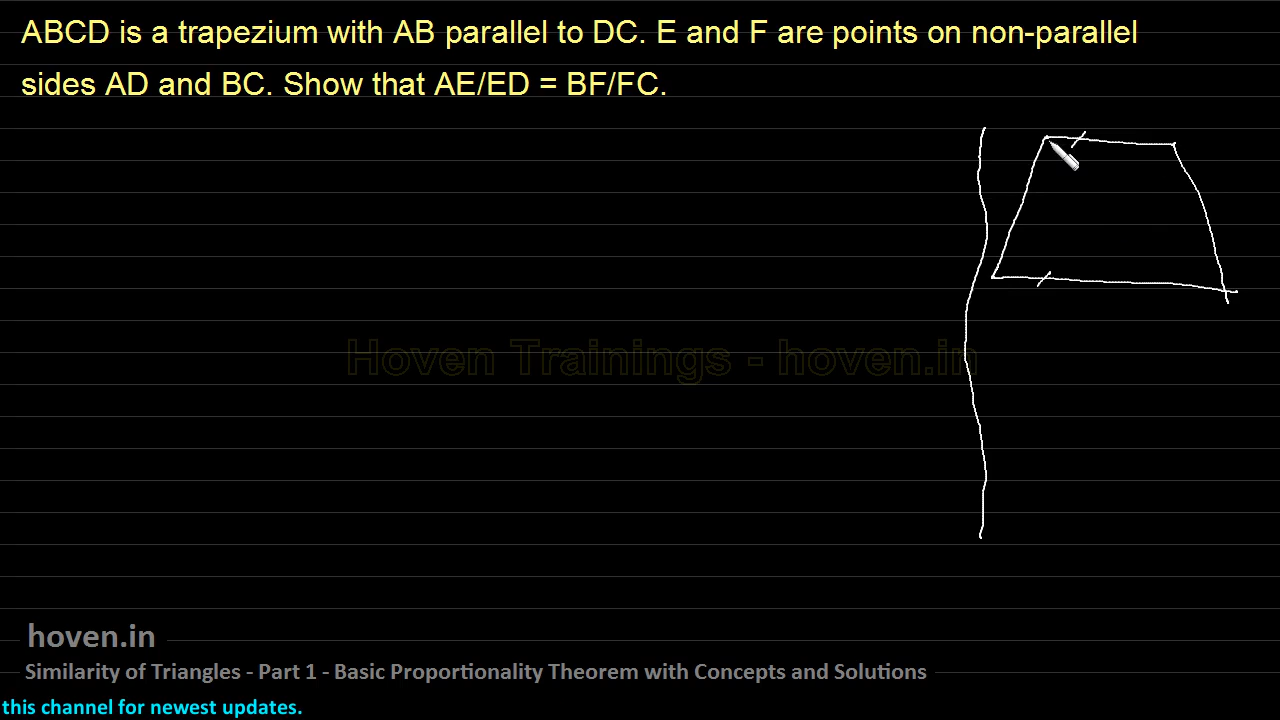 ABCD is a trapezium with AB parallel to DC. E and F are points on non-parallel
sides AD and BC. Show that AE/ED = BF/FC.
Hoven Trainings - hoven.in
hoven.in
Similarity of Triangles - Part 1 - Basic Proportionality Theorem with Concepts and Solutions
this channel for newest updates.